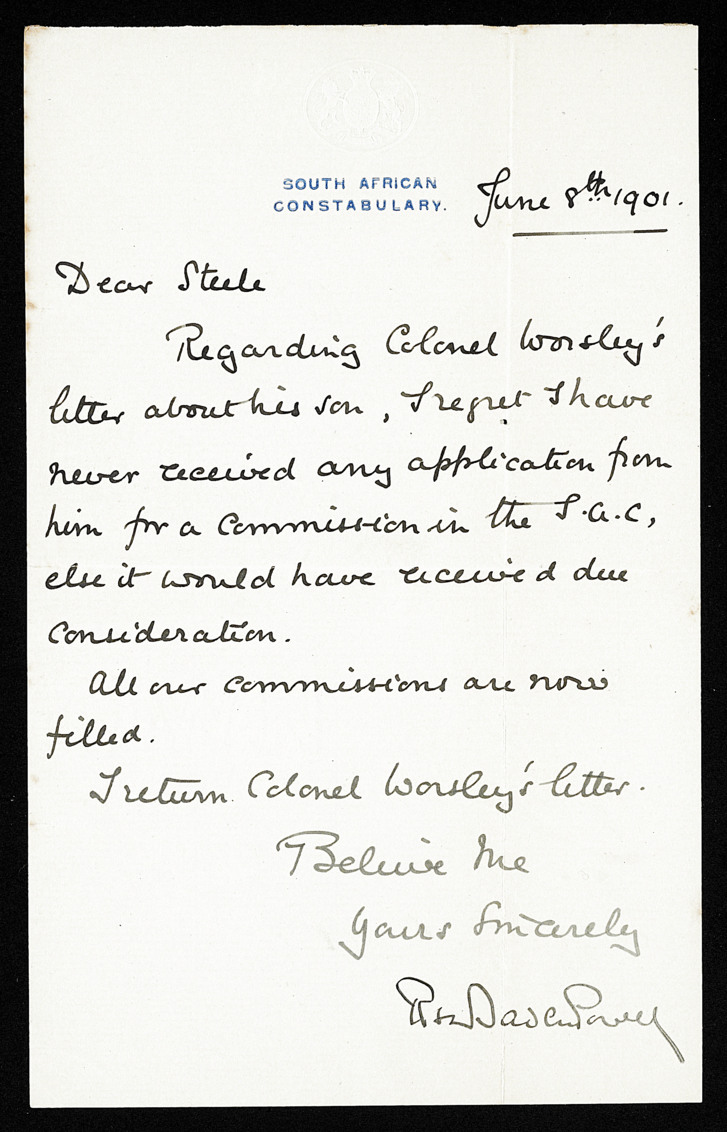 SOUTH AFRICAN
CONSTABULARY.
June 8th 1901.
Dear Steele
Regarding Colonel Worsley's
letter about his son, I regret I have
never received any application from
him for a commission in the S.A.C,
else it would have received due
consideration.
All our commissions are now
filled.
I return Colonel Worsley's letter.
Believe Me
Yours Sincerely
RSS Baden Powell